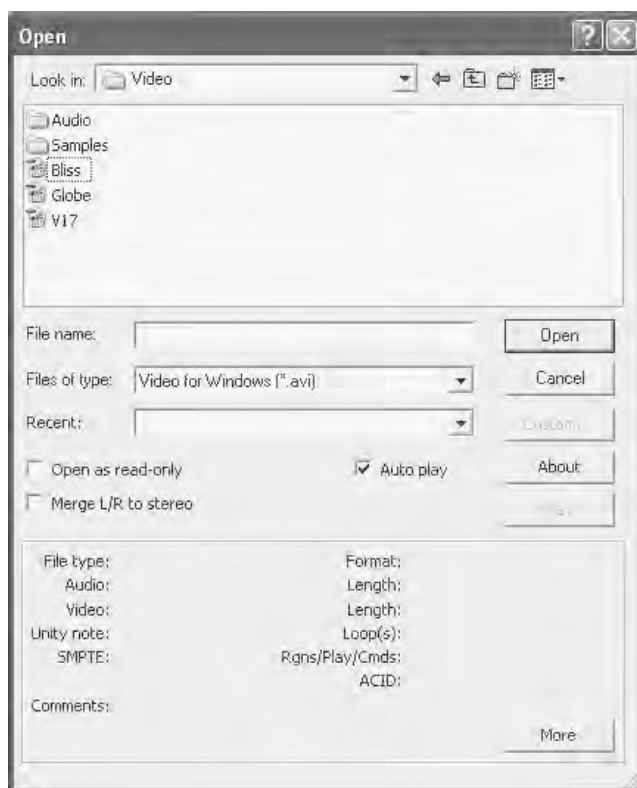 Open
Look in: Video
Audio
Samples
Bliss
Globe
V17
File name: Open
Files of type: Video for Windows (*.avi) Cancel
Recent: Custom...
Open as read-only Auto play About
Merge L/R to stereo
File type: Format:
Audio: Length:
Video: Length:
Unity note: Loop(s):
SMPTE: Rgns/Play/Cmds:
ACID:
Comments:
More